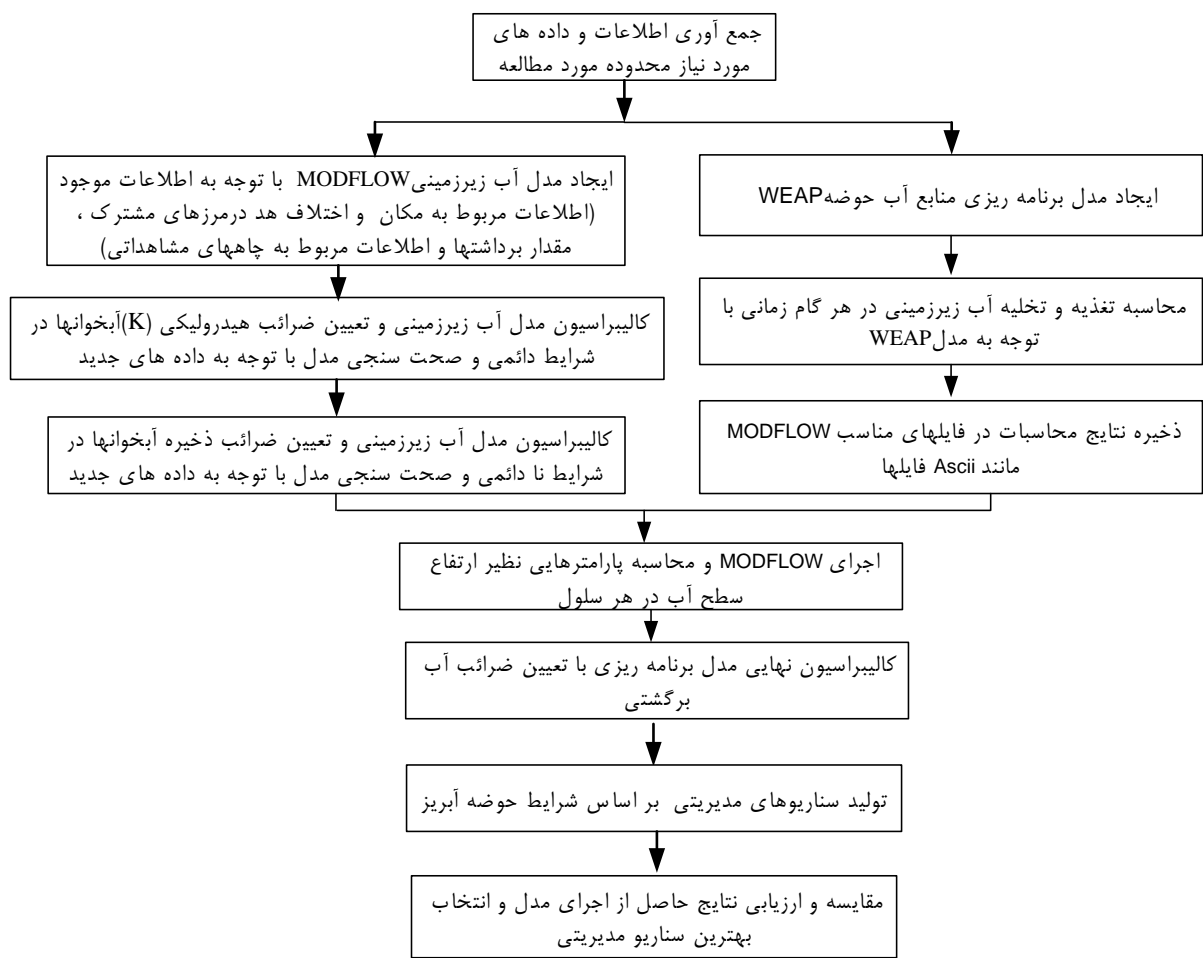 جمع آوری اطلاعات و داده های
مورد نیاز محدوده مورد مطالعه
ایجاد مدل آب زیرزمینیMODFLOW با توجه به اطلاعات موجود
(اطلاعات مربوط به مکان و اختلاف هد درمرزهای مشترک ،
مقدار برداشتها و اطلاعات مربوط به چاههای مشاهداتی)
کالیبراسیون مدل آب زیرزمینی و تعیین ضرائب هیدرولیکی (K)آبخوانها در
شرایط دائمی و صحت سنجی مدل با توجه به داده های جدید
کالیبراسیون مدل آب زیرزمینی و تعیین ضرائب ذخیره آبخوانها در
شرایط نا دائمی و صحت سنجی مدل با توجه به داده های جدید
ایجاد مدل برنامه ریزی منابع آب حوضهWEAP
محاسبه تغذیه و تخلیه آب زیرزمینی در هر گام زمانی با
توجه به مدلWEAP
ذخیره نتایج محاسبات در فایلهای مناسب MODFLOW
مانند Ascii فایلها
اجرای MODFLOW و محاسبه پارامترهایی نظیر ارتفاع
سطح آب در هر سلول
کالیبراسیون نهایی مدل برنامه ریزی با تعیین ضرائب آب
برگشتی
تولید سناریوهای مدیریتی بر اساس شرایط حوضه آبریز
مقایسه و ارزیابی نتایج حاصل از اجرای مدل و انتخاب
بهترین سناریو مدیریتی